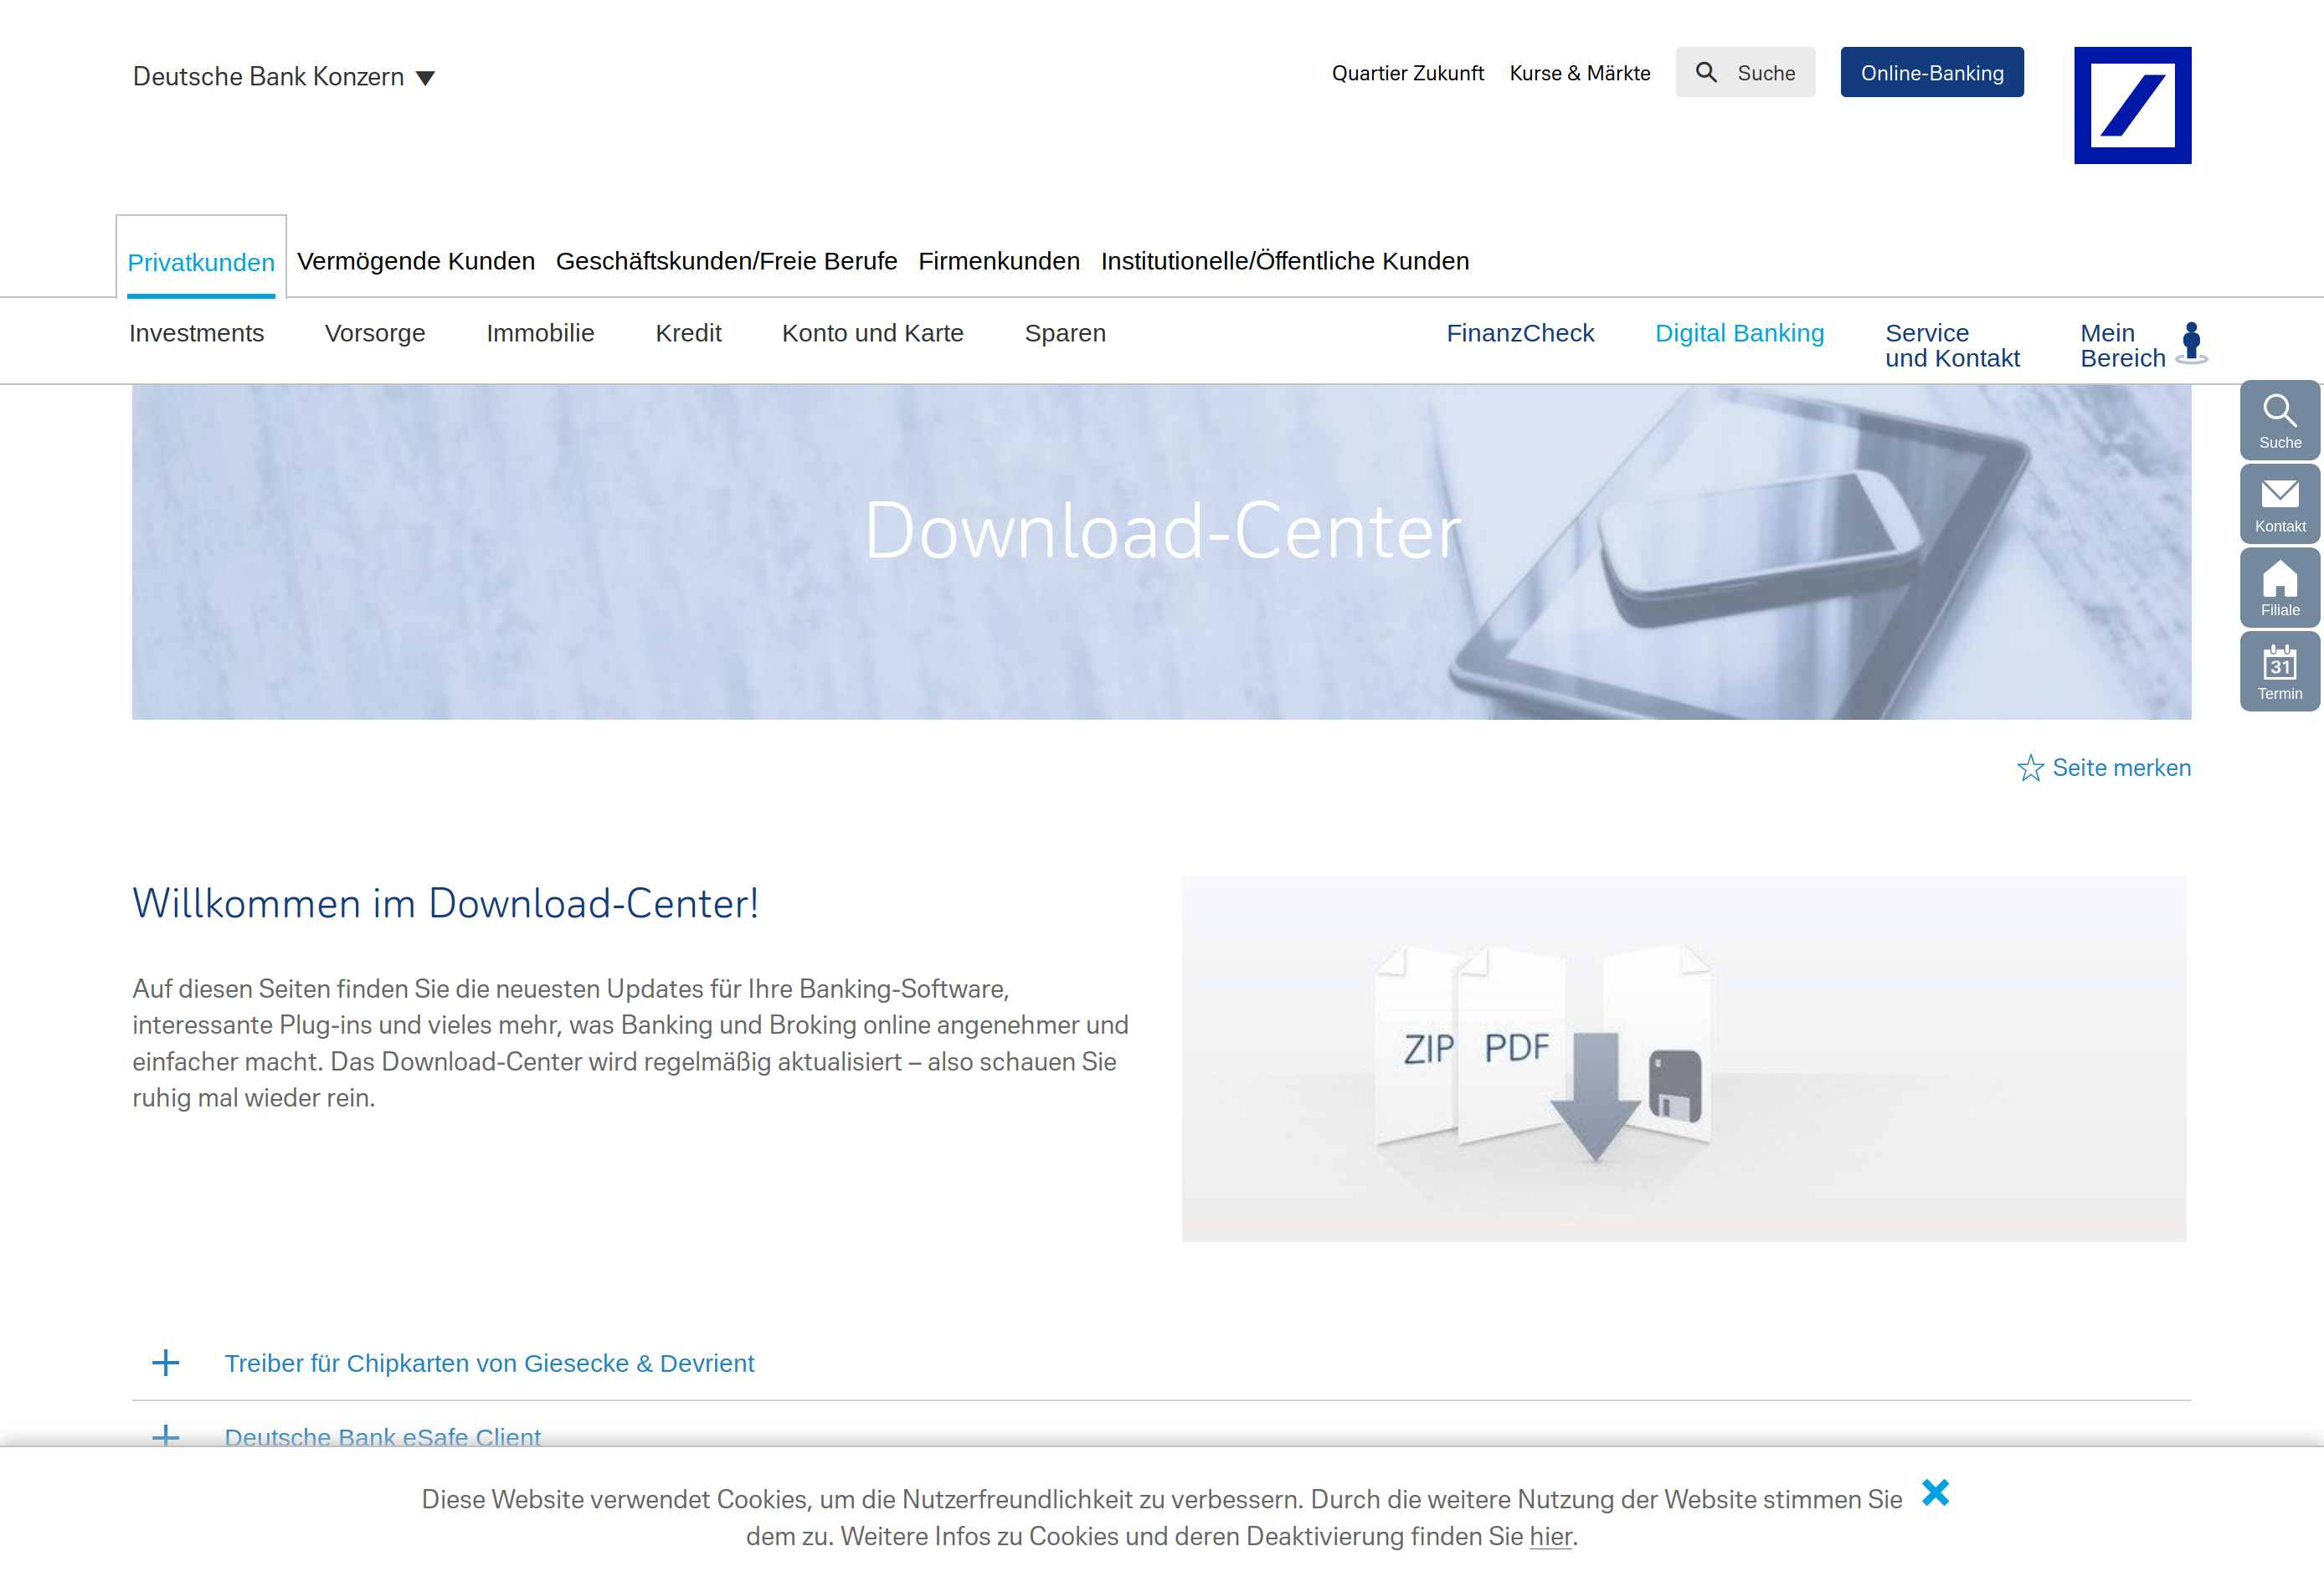 Deutsche Bank Konzern
Quartier Zukunft Kurse & Märkte Suche Online-Banking
Privatkunden Vermögende Kunden Geschäftskunden/Freie Berufe Firmenkunden Institutionelle/Öffentliche Kunden
Investments Vorsorge Immobilie Kredit Konto und Karte Sparen FinanzCheck Digital Banking Service Mein
und Kontakt Bereich
Suche
Download-Center
Kontakt
Filiale
31
Termin
Seite merken
Willkommen im Download-Center!
Auf diesen Seiten finden Sie die neuesten Updates für Ihre Banking-Software,
interessante Plug-ins und vieles mehr, was Banking und Broking online angenehmer und
einfacher macht. Das Download-Center wird regelmäßig aktualisiert – also schauen Sie
ruhig mal wieder rein.
ZIP PDF
Treiber für Chipkarten von Giesecke & Devrient
Deutsche Bank eSafe Client
Diese Website verwendet Cookies, um die Nutzerfreundlichkeit zu verbessern. Durch die weitere Nutzung der Website stimmen Sie
dem zu. Weitere Infos zu Cookies und deren Deaktivierung finden Sie hier.